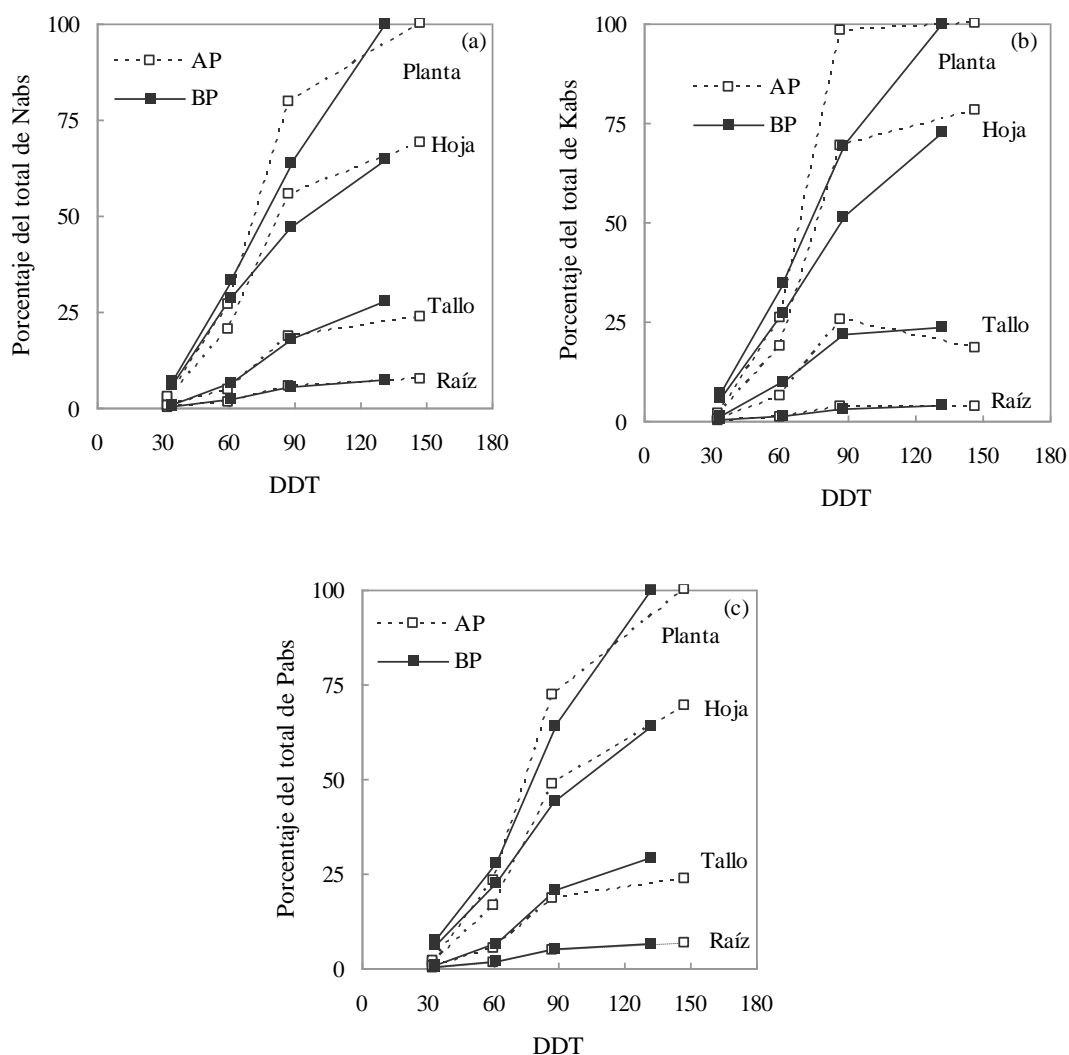 Porcentaje del total de Nabs
100
75
50
25
0
(a)
AP
BP
Planta
Hoja
Tallo
Raíz
0 30 60 90 120 150 180
DDT
Porcentaje del total de Kabs
100
75
50
25
0
(b)
AP
BP
Planta
Hoja
Tallo
Raíz
0 30 60 90 120 150 180
DDT
Porcentaje del total de Pabs
100
75
50
25
0
(c)
AP
BP
Planta
Hoja
Tallo
Raíz
0 30 60 90 120 150 180
DDT